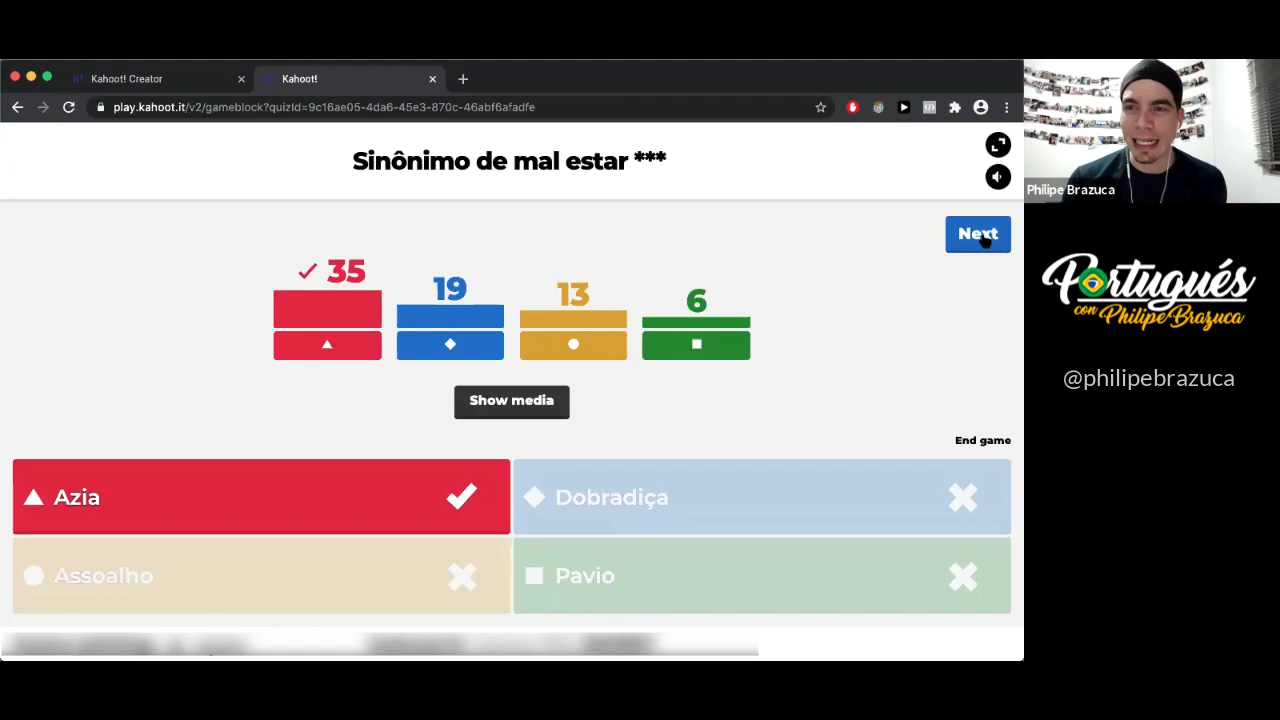 Kahoot! Creator
Kahoot!
play.kahoot.it/v2/gameblock?quizId=9c16ae05-4da6-45e3-870c-46abf6afadfe
Sinônimo de mal estar ***
Philipe Brazuca
Next
35
19
13
6
Portugués
con Philipe Brazuca
@philipebrazuca
Show media
End game
Azia
Dobradiça
Assoalho
Pavio